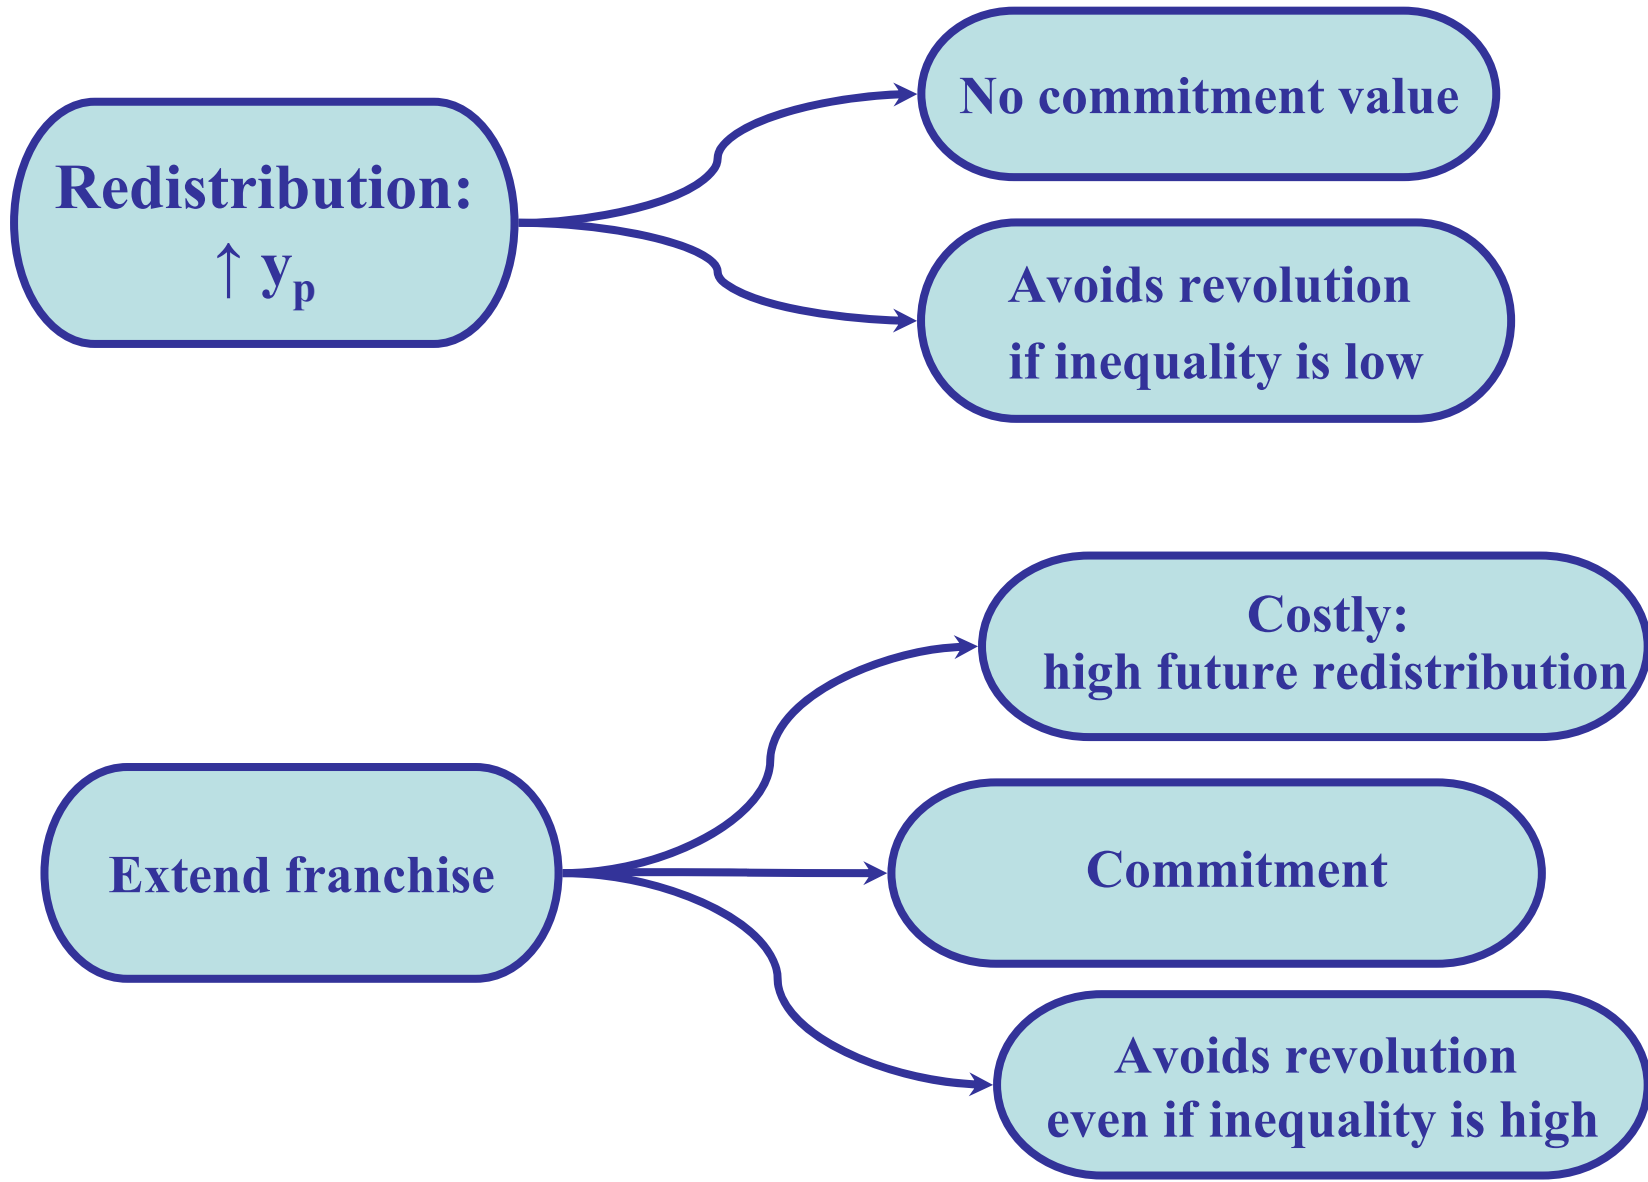 Redistribution:
↑ yₚ
No commitment value
Avoids revolution
if inequality is low
Extend franchise
Costly:
high future redistribution
Commitment
Avoids revolution
even if inequality is high